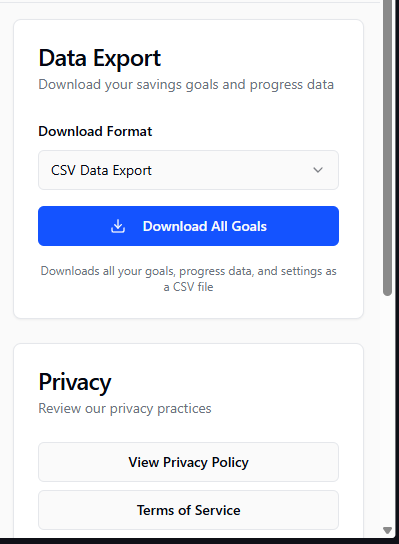 Data Export
Download your savings goals and progress data
Download Format
CSV Data Export
Download All Goals
Downloads all your goals, progress data, and settings as
a CSV file
Privacy
Review our privacy practices
View Privacy Policy
Terms of Service